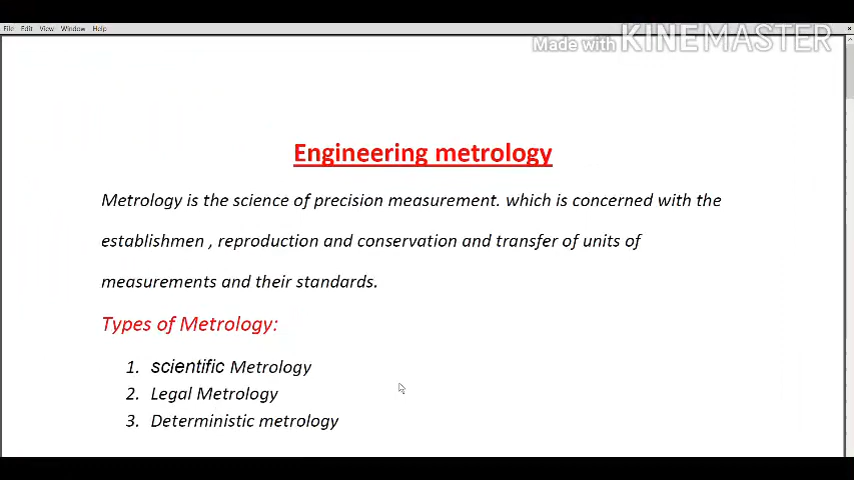 File Edit View Window Help
Made with KINEMASTER
Engineering metrology
Metrology is the science of precision measurement. which is concerned with the
establishmen , reproduction and conservation and transfer of units of
measurements and their standards.
Types of Metrology:
1. scientific Metrology
2. Legal Metrology
3. Deterministic metrology